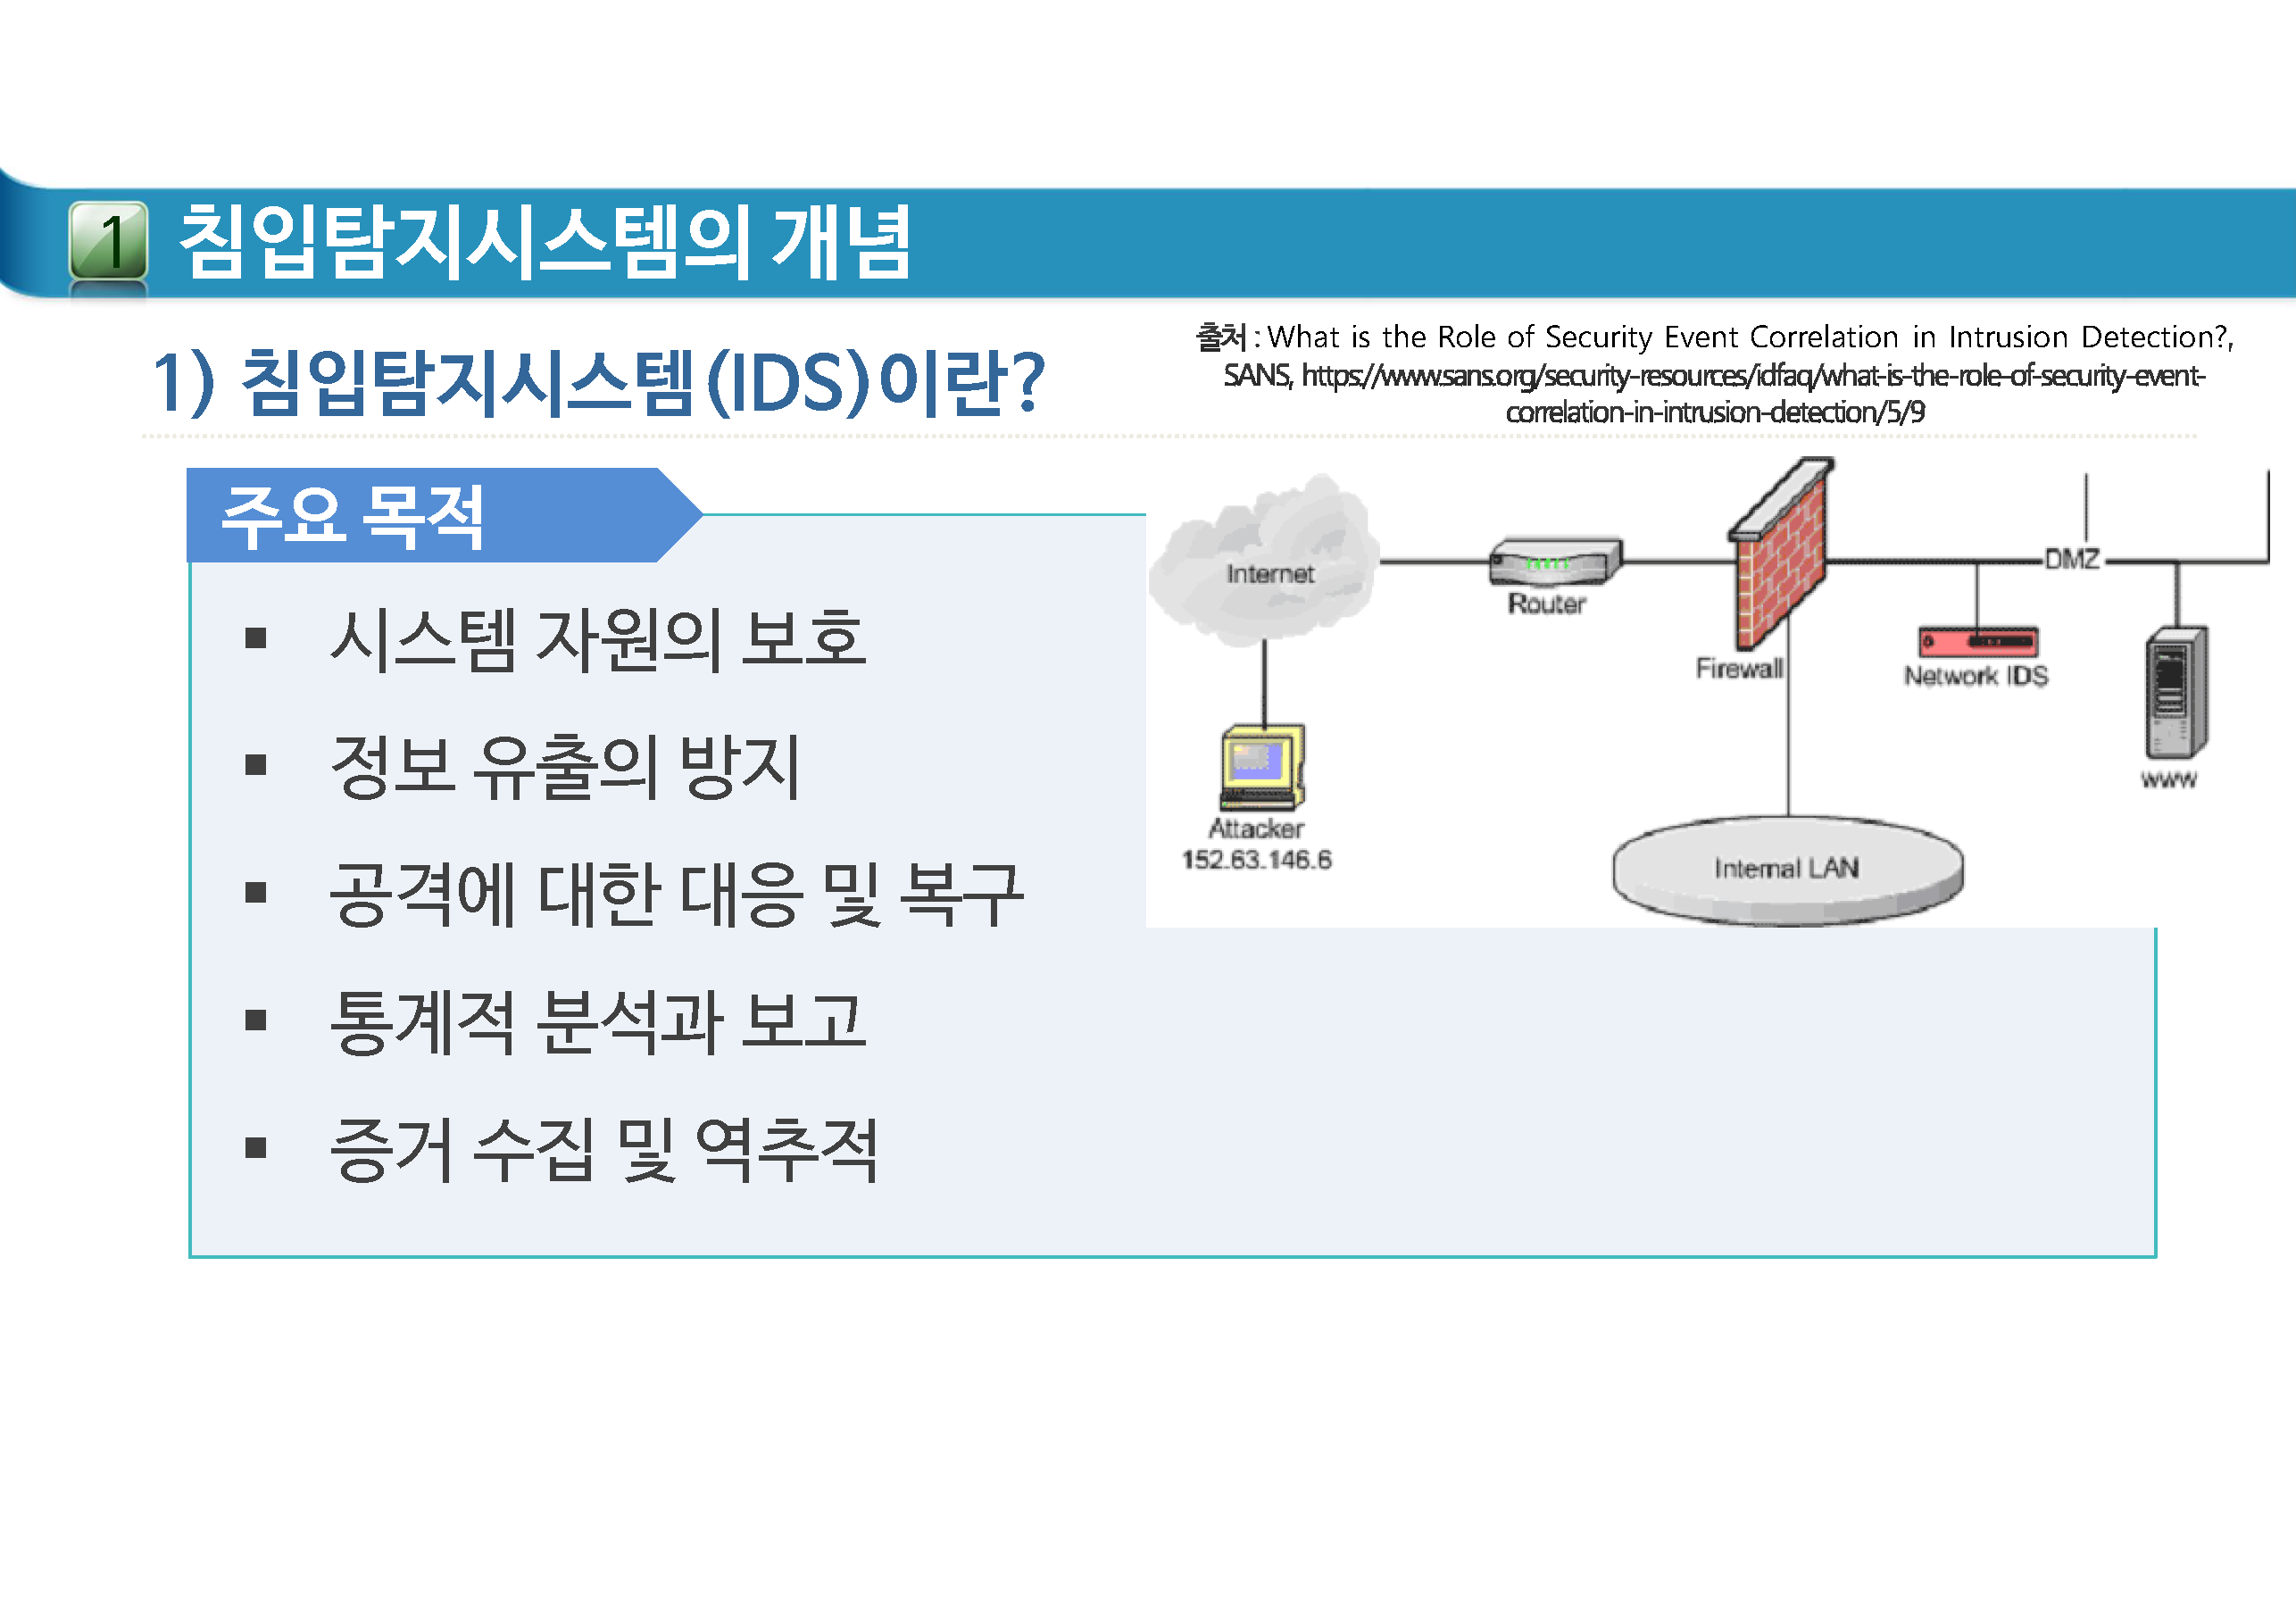 1 침입탐지시스템의 개념
1) 침입탐지시스템(IDS)이란?
출처 : What is the Role of Security Event Correlation in Intrusion Detection?,
SANS, https://www.sans.org/security-resources/idfaq/what-is-the-role-of-security-event-
correlation-in-intrusion-detection/5/9
주요 목적
▪ 시스템 자원의 보호
▪ 정보 유출의 방지
▪ 공격에 대한 대응 및 복구
▪ 통계적 분석과 보고
▪ 증거 수집 및 역추적
Internet
Router
Firewall
DMZ
Network IDS
WWW
Attacker
152.63.146.6
Internal LAN